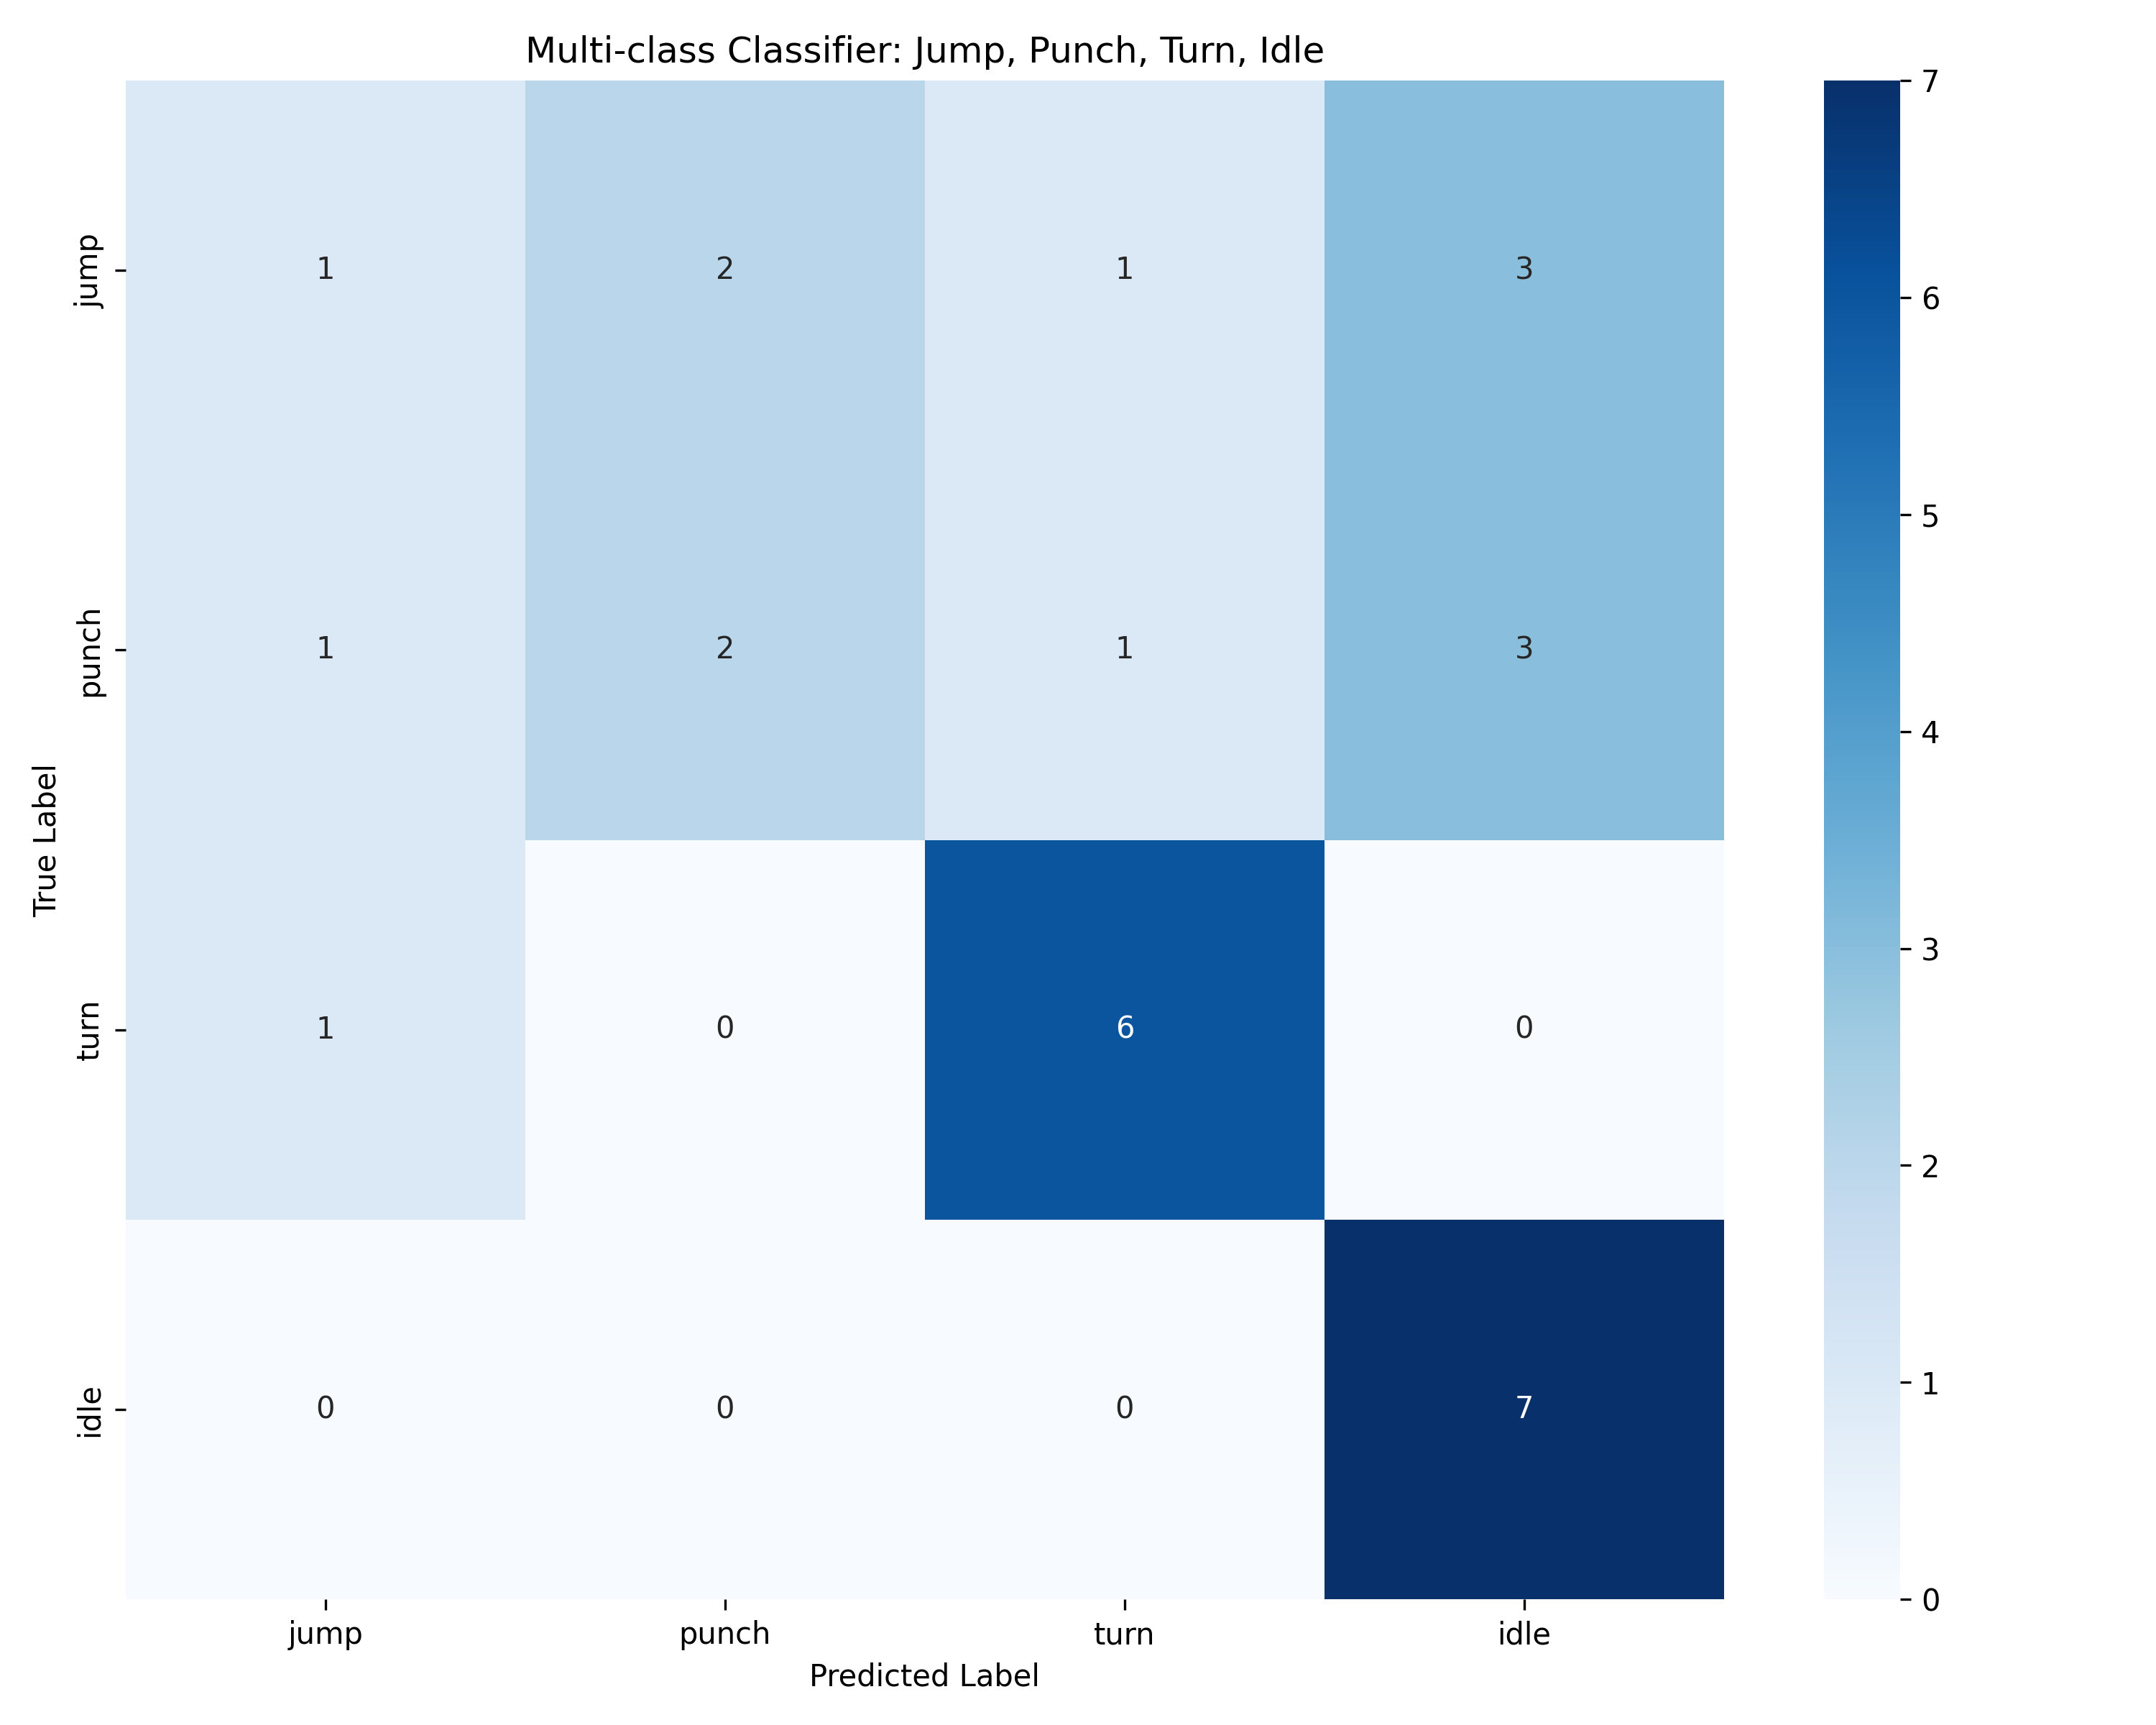 Multi-class Classifier: Jump, Punch, Turn, Idle
True Label
jump
1 2 1 3
punch
1 2 1 3
turn
1 0 6 0
idle
0 0 0 7
jump punch turn idle
Predicted Label
7
6
5
4
3
2
1
0